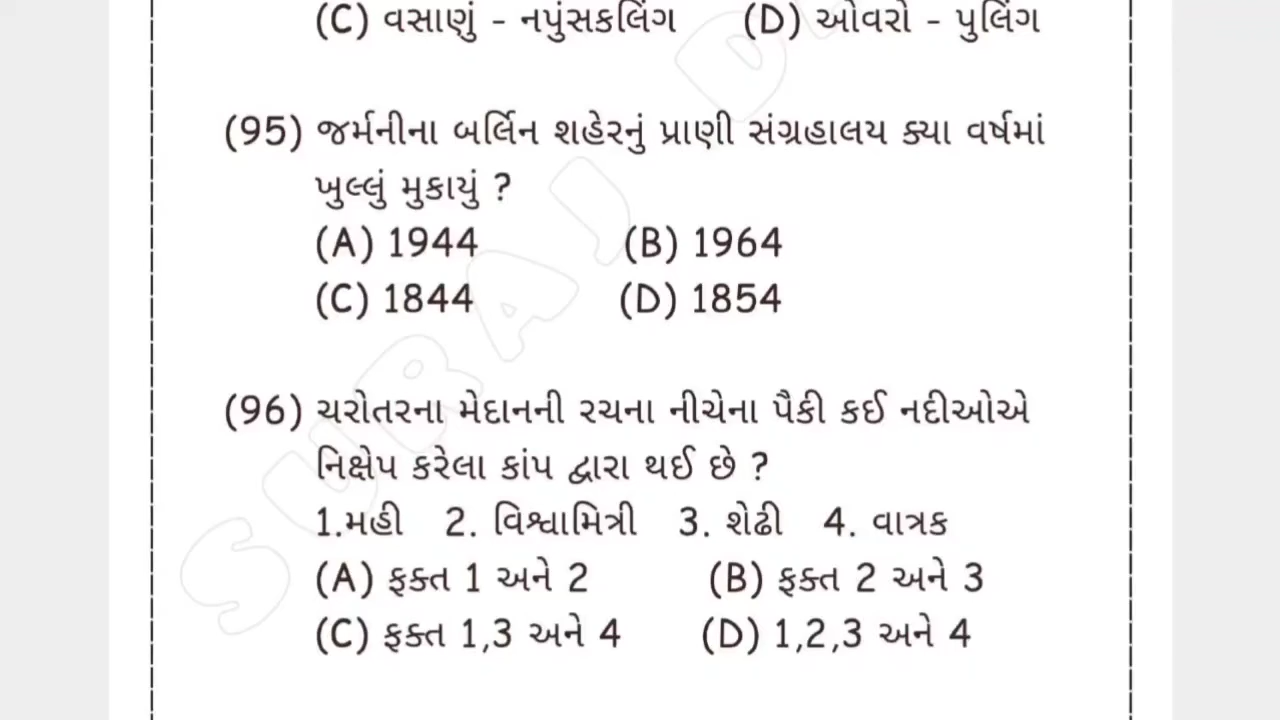 (C) વસાણું - નપુંસકલિંગ (D) ઓવરો - પુલિંગ
(95) જર્મનીના બર્લિન શહેરનું પ્રાણી સંગ્રહાલય ક્યા વર્ષમાં
ખુલ્લું મુકાયું ?
(A) 1944 (B) 1964
(C) 1844 (D) 1854
(96) ચરોતરના મેદાનની રચના નીચેના પૈકી કઈ નદીઓએ
નિક્ષેપ કરેલા કાંપ દ્વારા થઈ છે ?
1.મહી 2. વિશ્વામિત્રી 3. શેઢી 4. વાત્રક
(A) ફક્ત 1 અને 2 (B) ફક્ત 2 અને 3
(C) ફક્ત 1,3 અને 4 (D) 1,2,3 અને 4
SURAJ